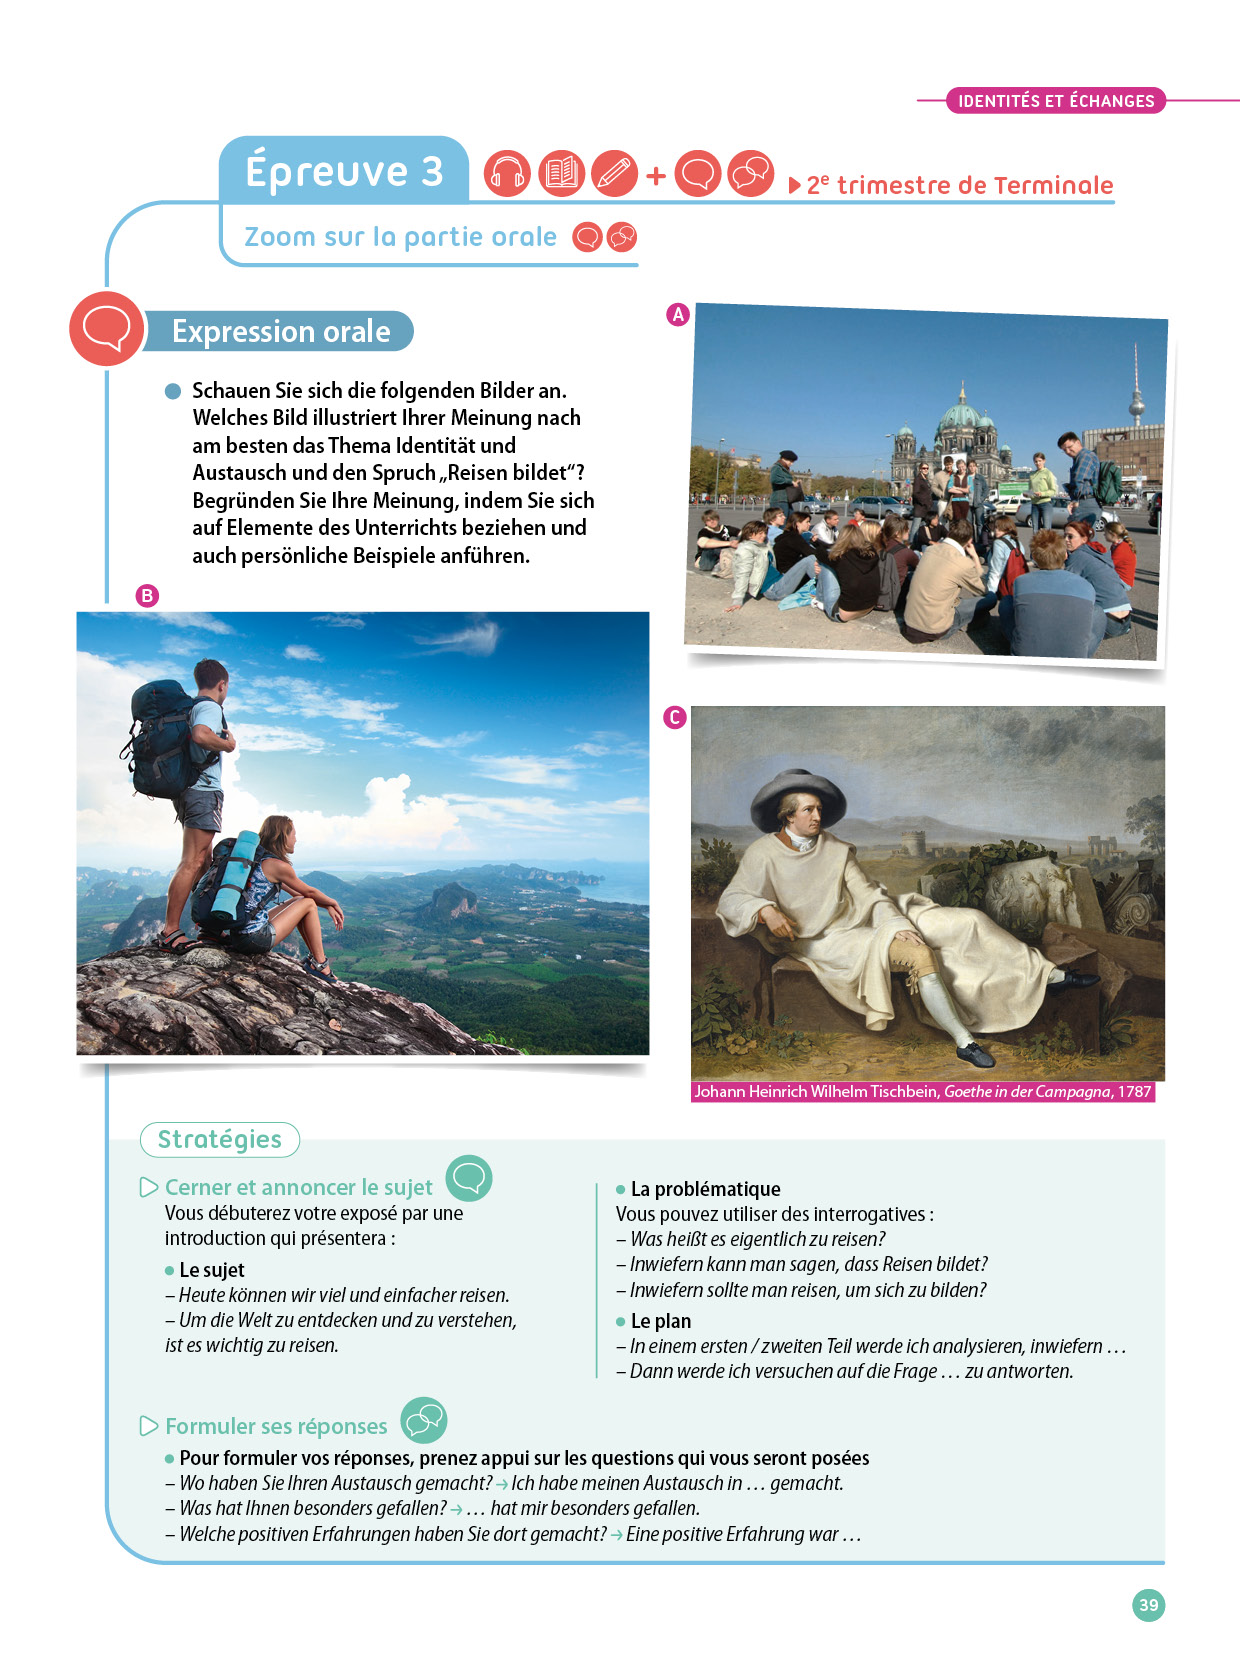 IDENTITÉS ET ÉCHANGES
Épreuve 3
+
2e trimestre de Terminale
Zoom sur la partie orale
Expression orale
Schauen Sie sich die folgenden Bilder an.
Welches Bild illustriert Ihrer Meinung nach
am besten das Thema Identität und
Austausch und den Spruch „Reisen bildet“?
Begründen Sie Ihre Meinung, indem Sie sich
auf Elemente des Unterrichts beziehen und
auch persönliche Beispiele anführen.
A
B
C
Johann Heinrich Wilhelm Tischbein, Goethe in der Campagna, 1787
Stratégies
Cerner et annoncer le sujet
Vous débuterez votre exposé par une
introduction qui présentera :
• Le sujet
– Heute können wir viel und einfacher reisen.
– Um die Welt zu entdecken und zu verstehen,
ist es wichtig zu reisen.
• La problématique
Vous pouvez utiliser des interrogatives :
– Was heißt es eigentlich zu reisen?
– Inwiefern kann man sagen, dass Reisen bildet?
– Inwiefern sollte man reisen, um sich zu bilden?
• Le plan
– In einem ersten / zweiten Teil werde ich analysieren, inwiefern …
– Dann werde ich versuchen auf die Frage … zu antworten.
Formuler ses réponses
• Pour formuler vos réponses, prenez appui sur les questions qui vous seront posées
– Wo haben Sie Ihren Austausch gemacht? → Ich habe meinen Austausch in … gemacht.
– Was hat Ihnen besonders gefallen? → … hat mir besonders gefallen.
– Welche positiven Erfahrungen haben Sie dort gemacht? → Eine positive Erfahrung war …
39